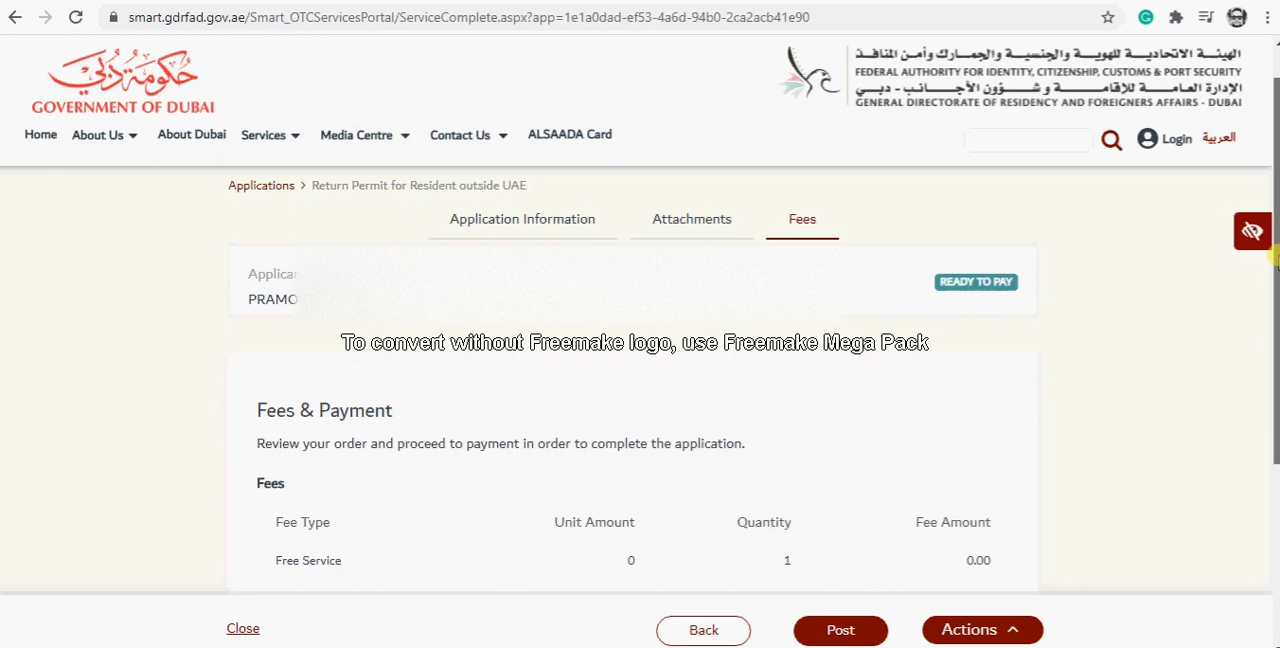 smart.gdrfad.gov.ae/Smart_OTCServicesPortal/ServiceComplete.aspx?app=1e1a0dad-ef53-4a6d-94b0-2ca2acb41e90
حكومة دبي
GOVERNMENT OF DUBAI
الهيئة الاتحادية للهوية والجنسية والجمارك وأمن المنافذ
FEDERAL AUTHORITY FOR IDENTITY, CITIZENSHIP, CUSTOMS & PORT SECURITY
الإدارة العامة للإقامة و شؤون الأجانب - دبي
GENERAL DIRECTORATE OF RESIDENCY AND FOREIGNERS AFFAIRS - DUBAI
Home About Us About Dubai Services Media Centre Contact Us ALSAADA Card
Login العربية
Applications > Return Permit for Resident outside UAE
Application Information Attachments Fees
Applicar
PRAMO
READY TO PAY
To convert without Freemake logo, use Freemake Mega Pack
Fees & Payment
Review your order and proceed to payment in order to complete the application.
Fees
Fee Type Unit Amount Quantity Fee Amount
Free Service 0 1 0.00
Close Back Post Actions